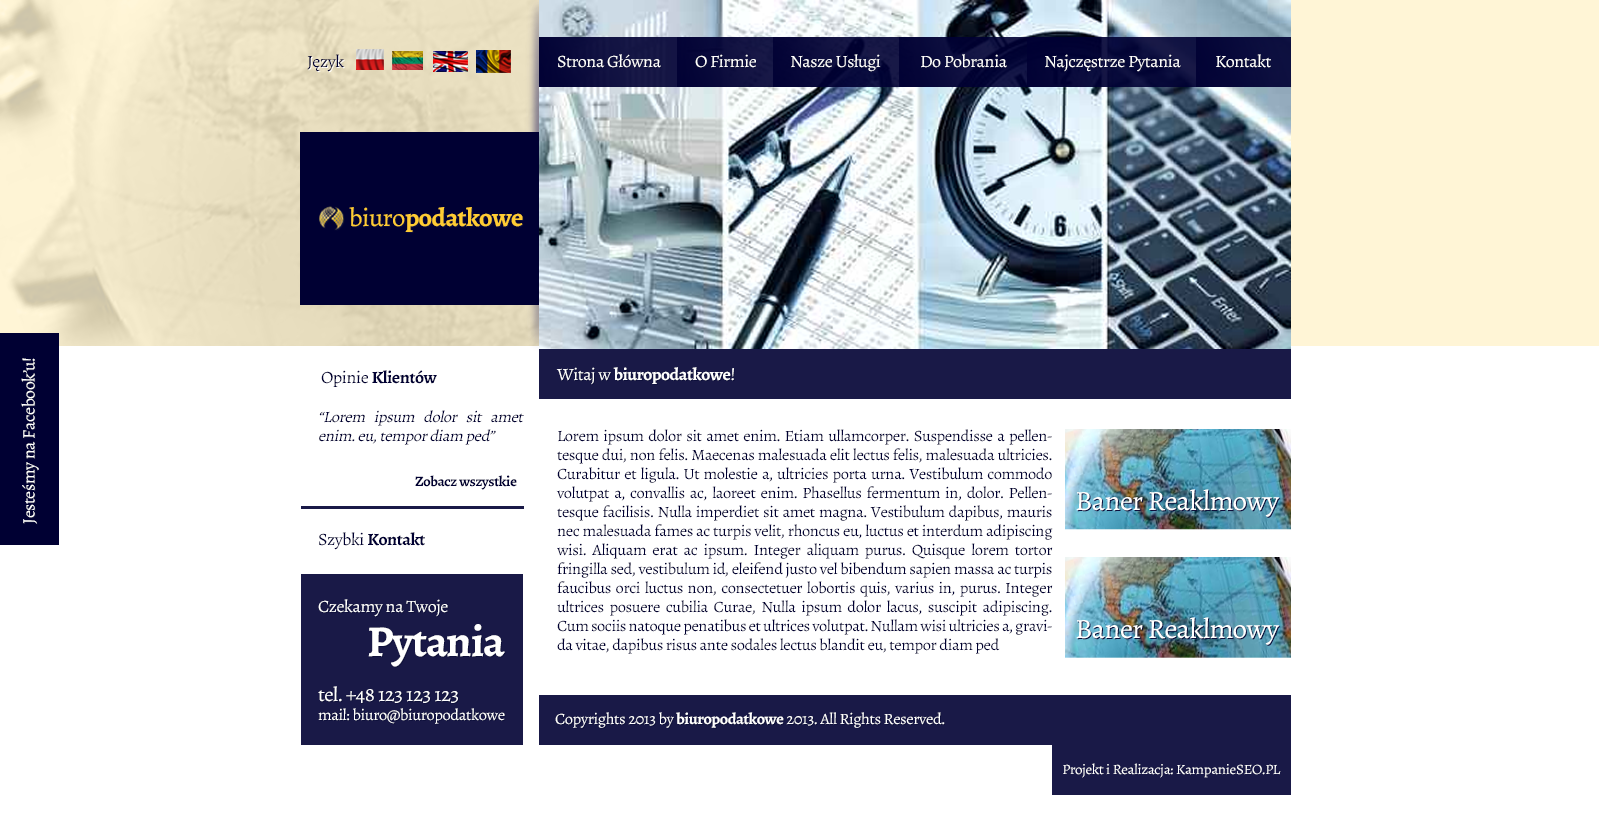 Język
Strona Główna O Firmie Nasze Usługi Do Pobrania Najczęstrze Pytania Kontakt
biuropodatkowe
Jesteśmy na Facebook'u!
Opinie Klientów
“Lorem ipsum dolor sit amet
enim. eu, tempor diam ped”
Zobacz wszystkie
Szybki Kontakt
Czekamy na Twoje
Pytania
tel. +48 123 123 123
mail: biuro@biuropodatkowe
6
Shift
Enter
Witaj w biuropodatkowe!
Lorem ipsum dolor sit amet enim. Etiam ullamcorper. Suspendisse a pellen-
tesque dui, non felis. Maecenas malesuada elit lectus felis, malesuada ultricies.
Curabitur et ligula. Ut molestie a, ultricies porta urna. Vestibulum commodo
volutpat a, convallis ac, laoreet enim. Phasellus fermentum in, dolor. Pellen-
tesque facilisis. Nulla imperdiet sit amet magna. Vestibulum dapibus, mauris
nec malesuada fames ac turpis velit, rhoncus eu, luctus et interdum adipiscing
wisi. Aliquam erat ac ipsum. Integer aliquam purus. Quisque lorem tortor
fringilla sed, vestibulum id, eleifend justo vel bibendum sapien massa ac turpis
faucibus orci luctus non, consectetuer lobortis quis, varius in, purus. Integer
ultrices posuere cubilia Curae, Nulla ipsum dolor lacus, suscipit adipiscing.
Cum sociis natoque penatibus et ultrices volutpat. Nullam wisi ultricies a, gravi-
da vitae, dapibus risus ante sodales lectus blandit eu, tempor diam ped
Baner Reaklmowy
Baner Reaklmowy
Copyrights 2013 by biuropodatkowe 2013. All Rights Reserved.
Projekt i Realizacja: KampanieSEO.PL